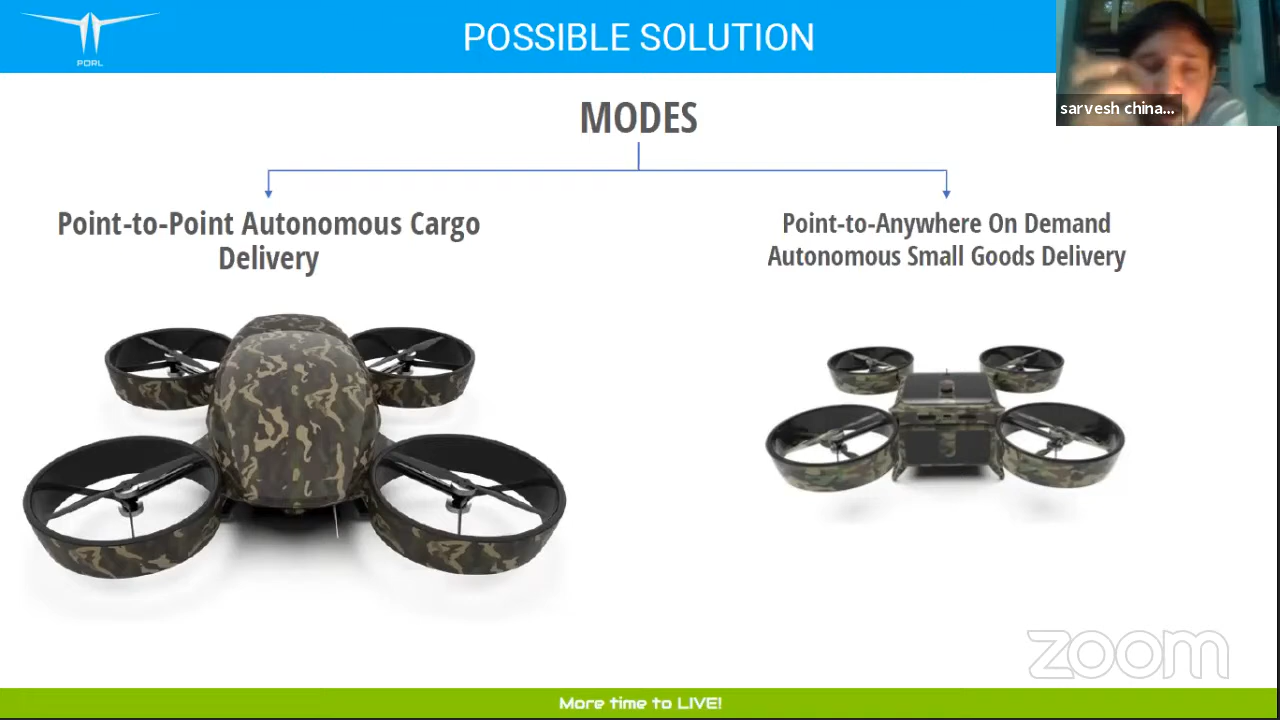 PDRL
POSSIBLE SOLUTION
sarvesh china...
MODES
Point-to-Point Autonomous Cargo
Delivery
Point-to-Anywhere On Demand
Autonomous Small Goods Delivery
zoom
More time to LIVE!